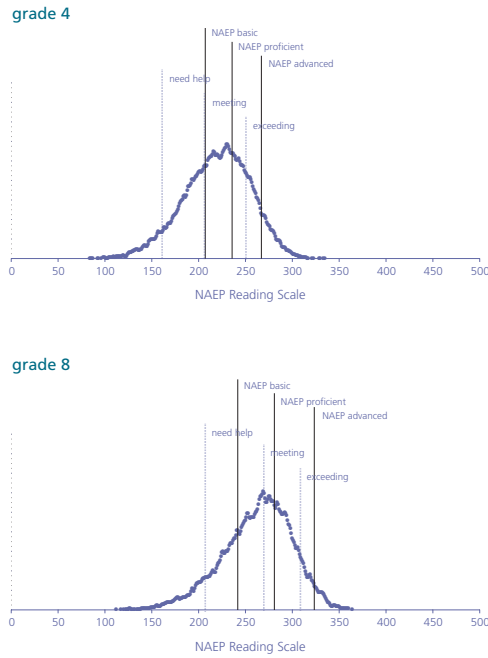 grade 4
NAEP basic
NAEP proficient
NAEP advanced
need help
meeting
exceeding
0 50 100 150 200 250 300 350 400 450 500
NAEP Reading Scale
grade 8
NAEP basic
NAEP proficient
NAEP advanced
need help
meeting
exceeding
0 50 100 150 200 250 300 350 400 450 500
NAEP Reading Scale